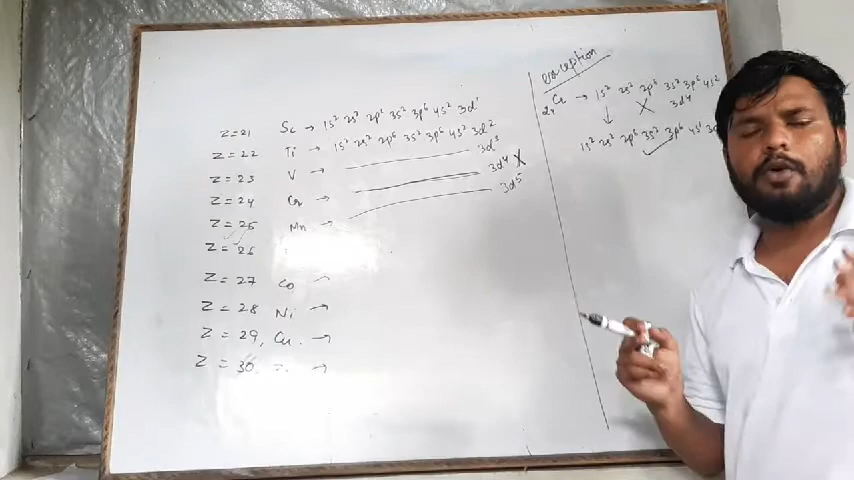 Z=21 Sc → 1s² 2s² 2p⁶ 3s² 3p⁶ 4s² 3d¹
Z=22 Ti → 1s² 2s² 2p⁶ 3s² 3p⁶ 4s² 3d²
Z=23 V → 3d³
Z=24 Cr → 3d⁴ X
Z=25 Mn → 3d⁵
Z=26
Z=27 Co →
Z=28 Ni →
Z=29, Cu. →
Z=30, →
exception
₂₄Cr → 1s² 2s² 2p⁶ 3s² 3p⁶ 4s²
X 3d⁴
1s² 2s² 2p⁶ 3s² 3p⁶ 4s¹